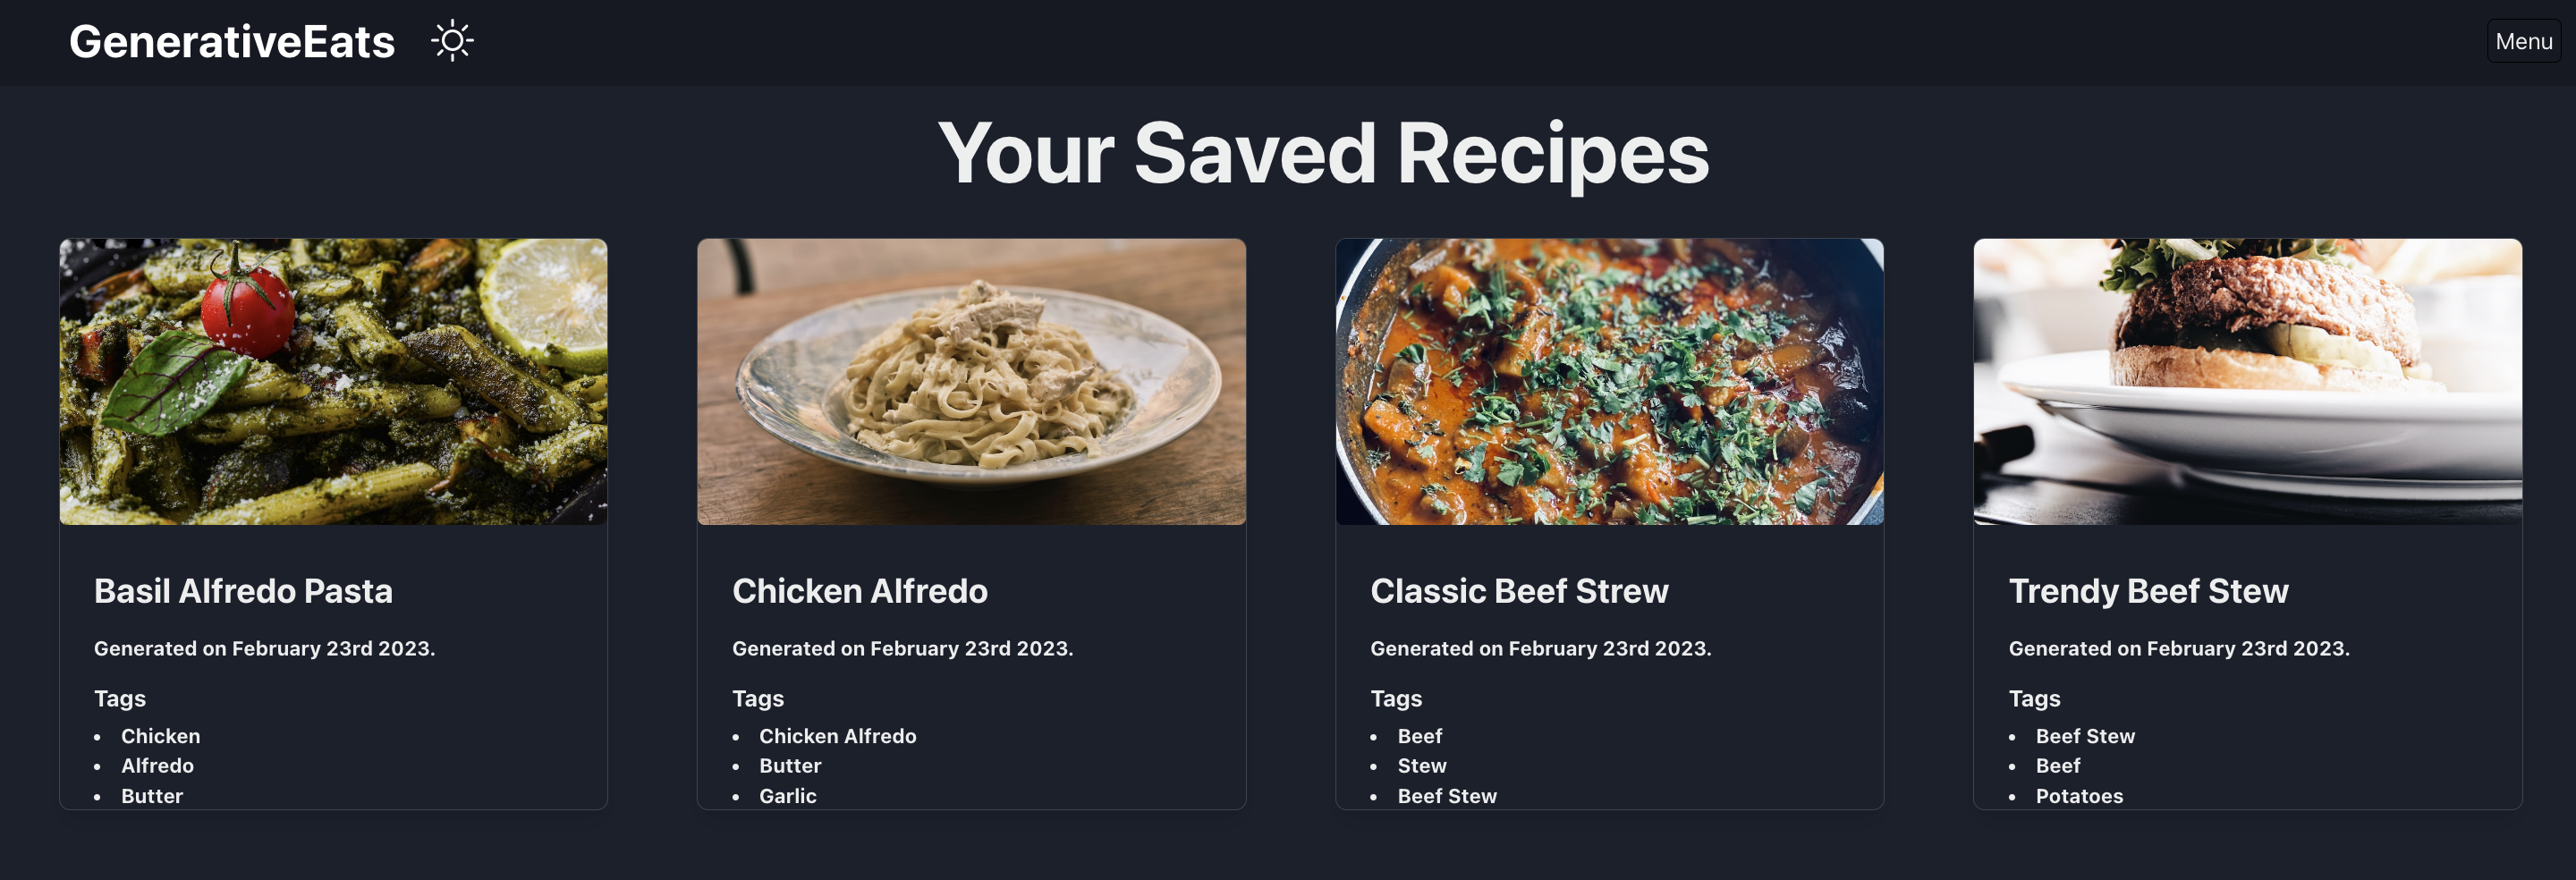 GenerativeEats
Menu
Your Saved Recipes
Basil Alfredo Pasta
Generated on February 23rd 2023.
Tags
• Chicken
• Alfredo
• Butter
Chicken Alfredo
Generated on February 23rd 2023.
Tags
• Chicken Alfredo
• Butter
• Garlic
Classic Beef Strew
Generated on February 23rd 2023.
Tags
• Beef
• Stew
• Beef Stew
Trendy Beef Stew
Generated on February 23rd 2023.
Tags
• Beef Stew
• Beef
• Potatoes